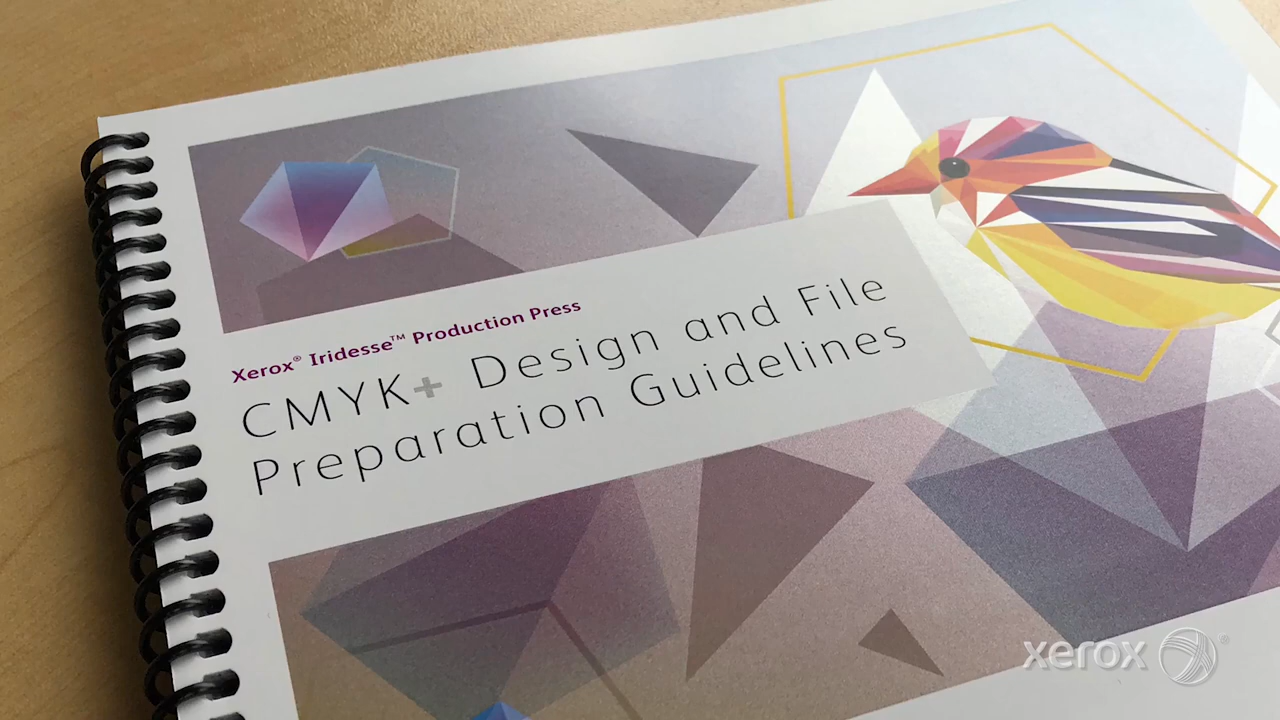 Xerox® Iridesse™ Production Press
CMYK+ Design and File
Preparation Guidelines
xerox ®